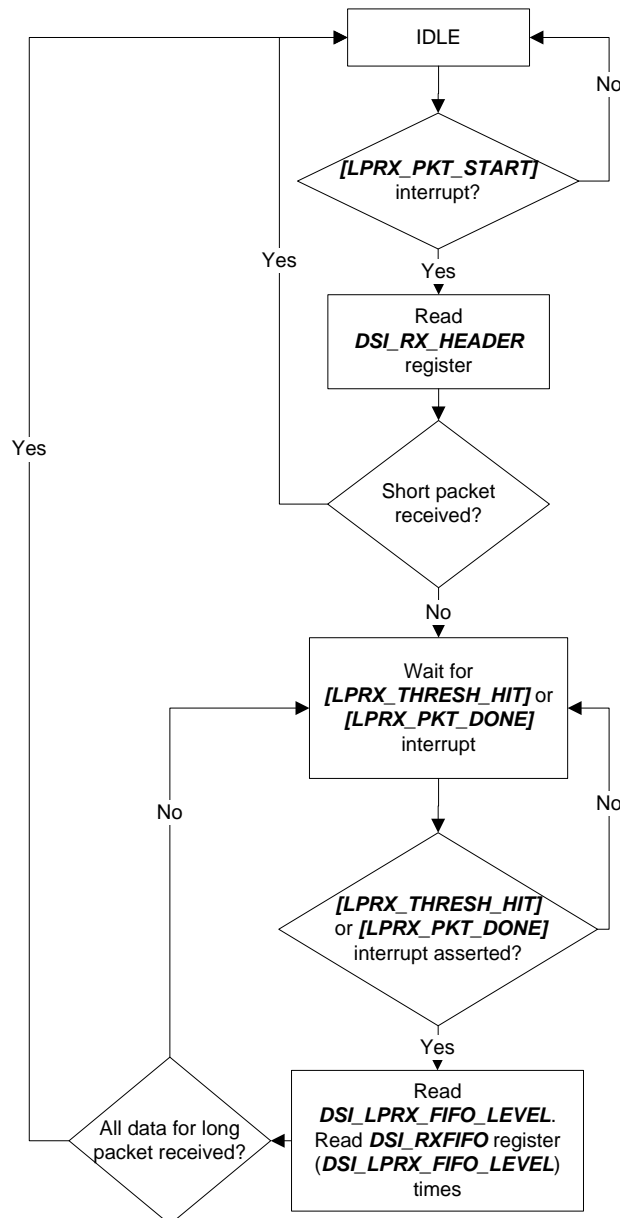 IDLE
No
[LPRX_PKT_START]
interrupt?
Yes
Yes
Read
DSI_RX_HEADER
register
Yes
Short packet
received?
No
Wait for
[LPRX_THRESH_HIT] or
[LPRX_PKT_DONE]
interrupt
No
No
[LPRX_THRESH_HIT]
or [LPRX_PKT_DONE]
interrupt asserted?
Yes
Read
DSI_LPRX_FIFO_LEVEL.
Read DSI_RXFIFO register
(DSI_LPRX_FIFO_LEVEL)
times
All data for long
packet received?